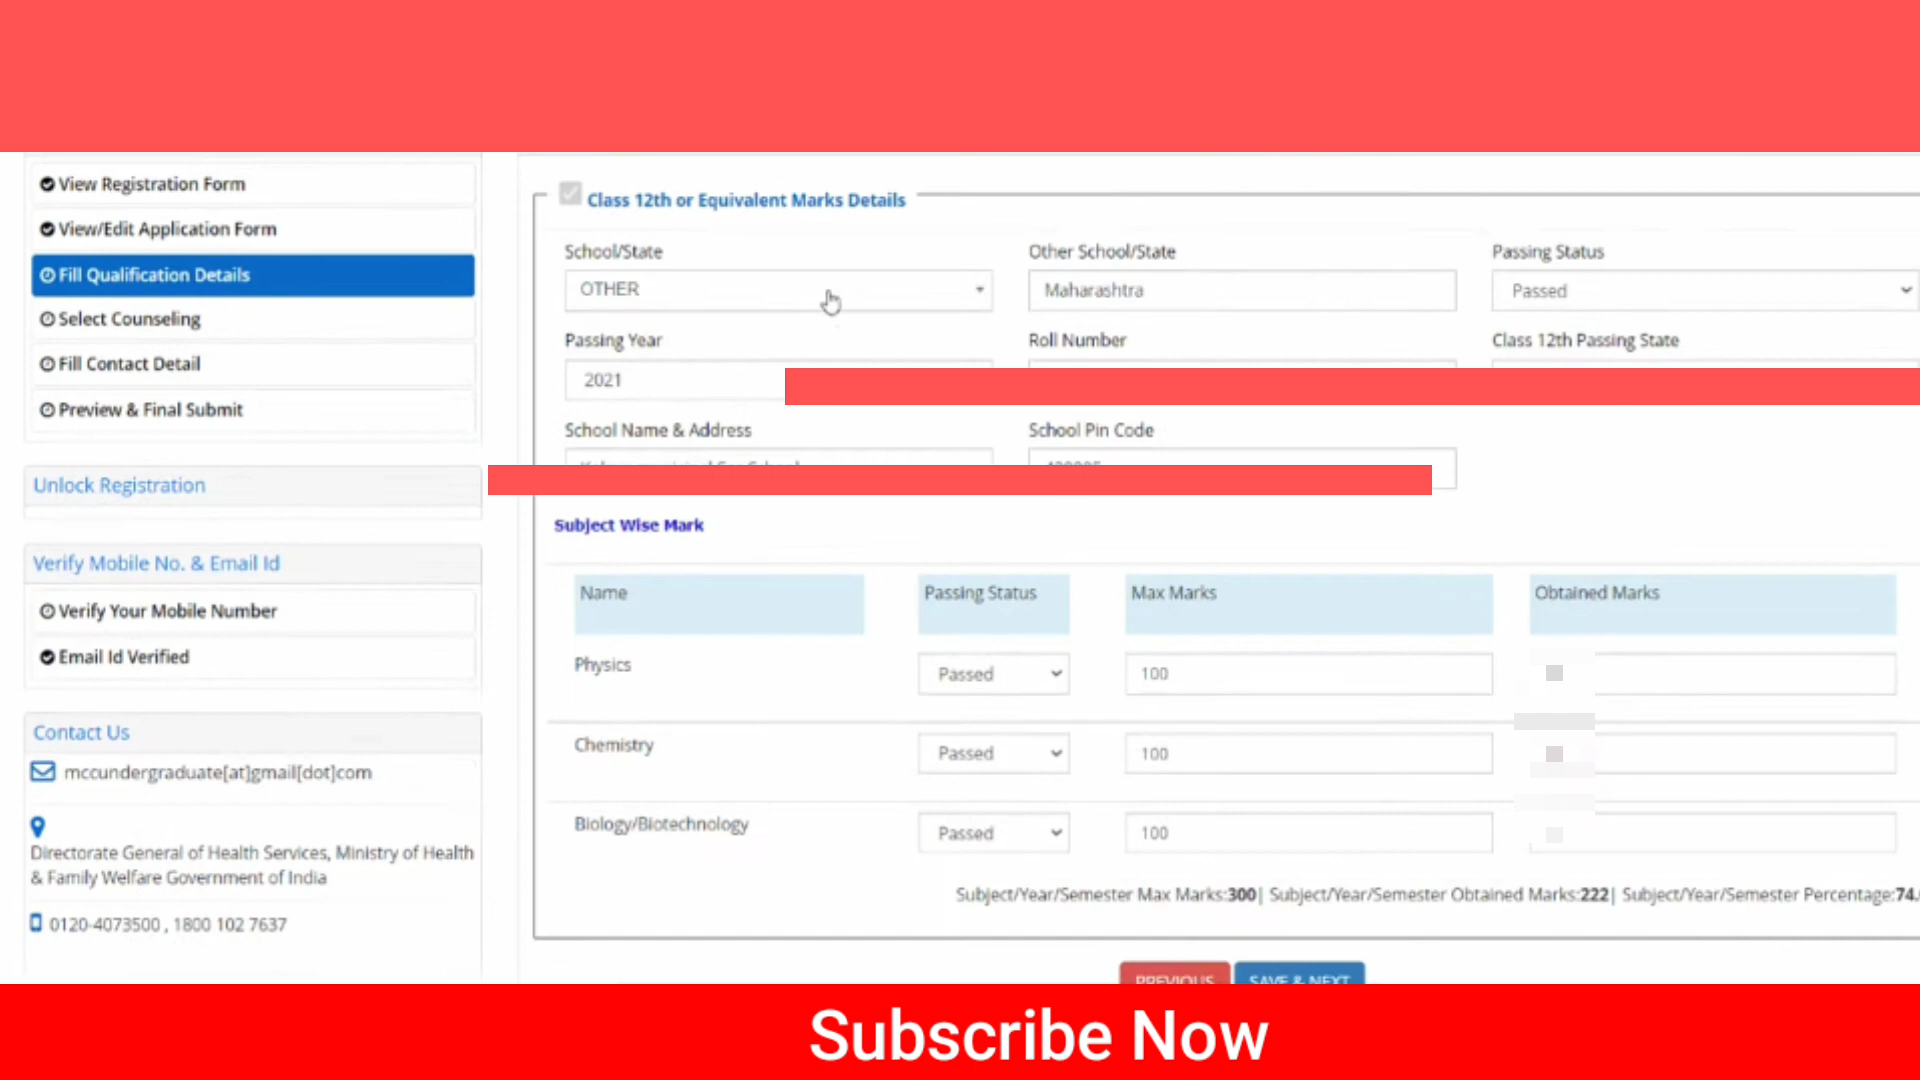 View Registration Form
View/Edit Application Form
Fill Qualification Details
Select Counseling
Fill Contact Detail
Preview & Final Submit
Unlock Registration
Verify Mobile No. & Email Id
Verify Your Mobile Number
Email Id Verified
Contact Us
mccundergraduate[at]gmail[dot]com
Directorate General of Health Services, Ministry of Health
& Family Welfare Government of India
0120-4073500 , 1800 102 7637
Class 12th or Equivalent Marks Details
School/State Other School/State Passing Status
OTHER Maharashtra Passed
Passing Year Roll Number Class 12th Passing State
2021
School Name & Address School Pin Code
Subject Wise Mark
Name Passing Status Max Marks Obtained Marks
Physics Passed 100
Chemistry Passed 100
Biology/Biotechnology Passed 100
Subject/Year/Semester Max Marks:300| Subject/Year/Semester Obtained Marks:222| Subject/Year/Semester Percentage:74.
PREVIOUS SAVE & NEXT
Subscribe Now